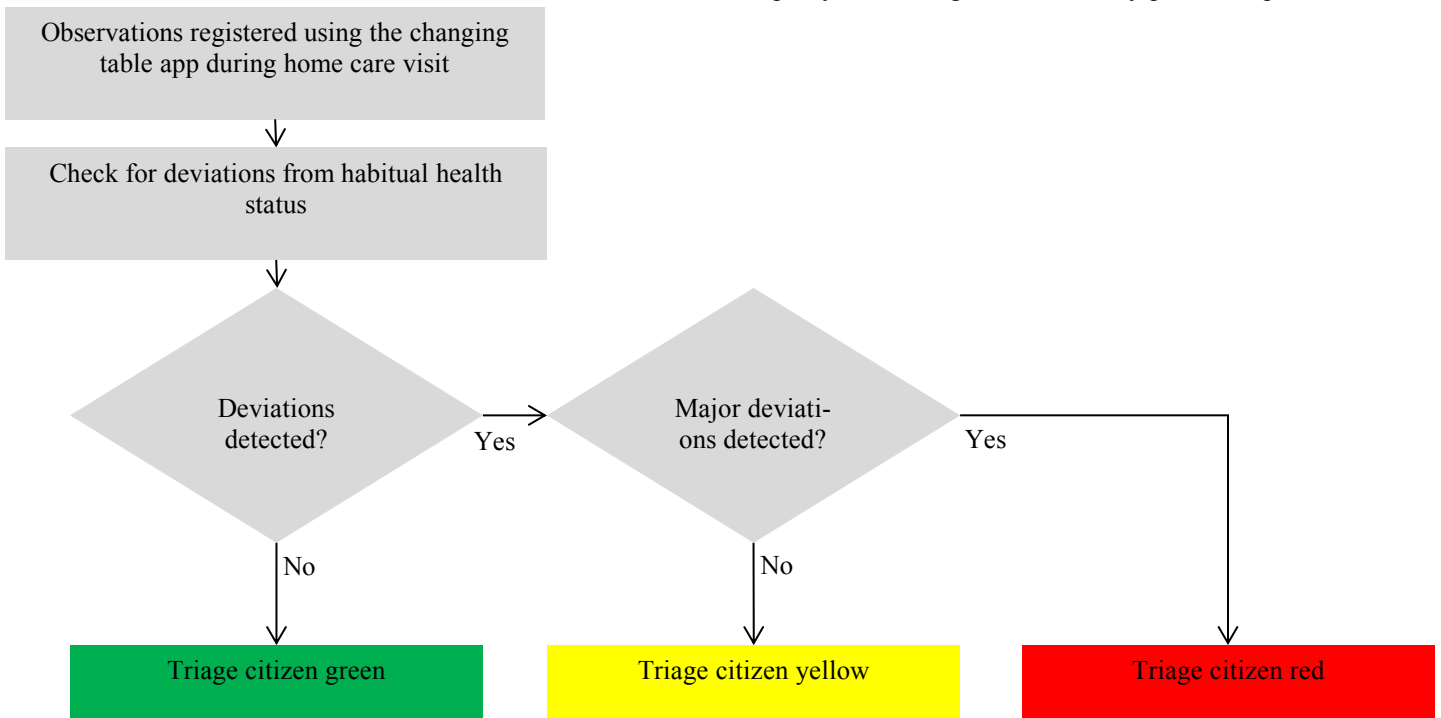 Observations registered using the changing
table app during home care visit
Check for deviations from habitual health
status
Deviations
detected?
Yes
Major deviati-
ons detected?
Yes
No
No
Triage citizen green
Triage citizen yellow
Triage citizen red